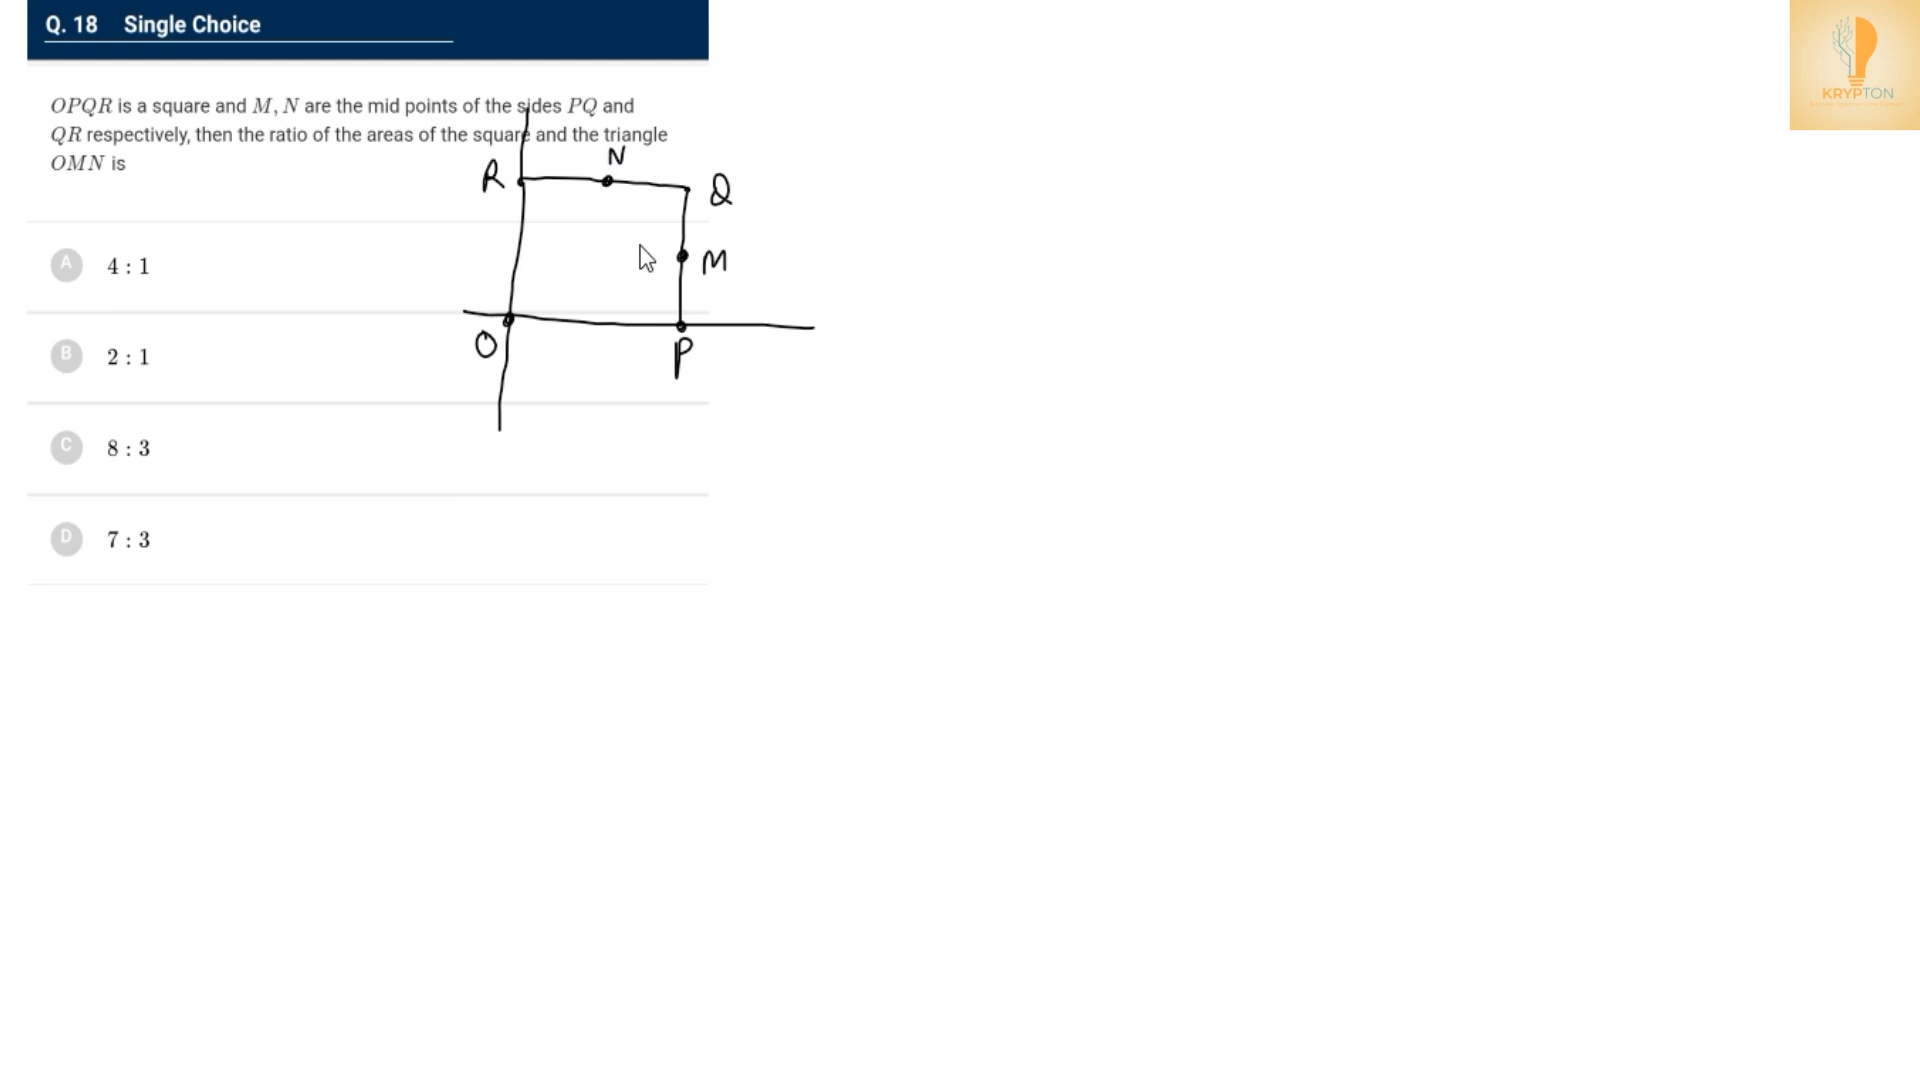 Q. 18 Single Choice
OPQR is a square and M, N are the mid points of the sides PQ and
QR respectively, then the ratio of the areas of the square and the triangle
OMN is
N
R
Q
M
O
P
A 4 : 1
B 2 : 1
C 8 : 3
D 7 : 3
KRYPTON